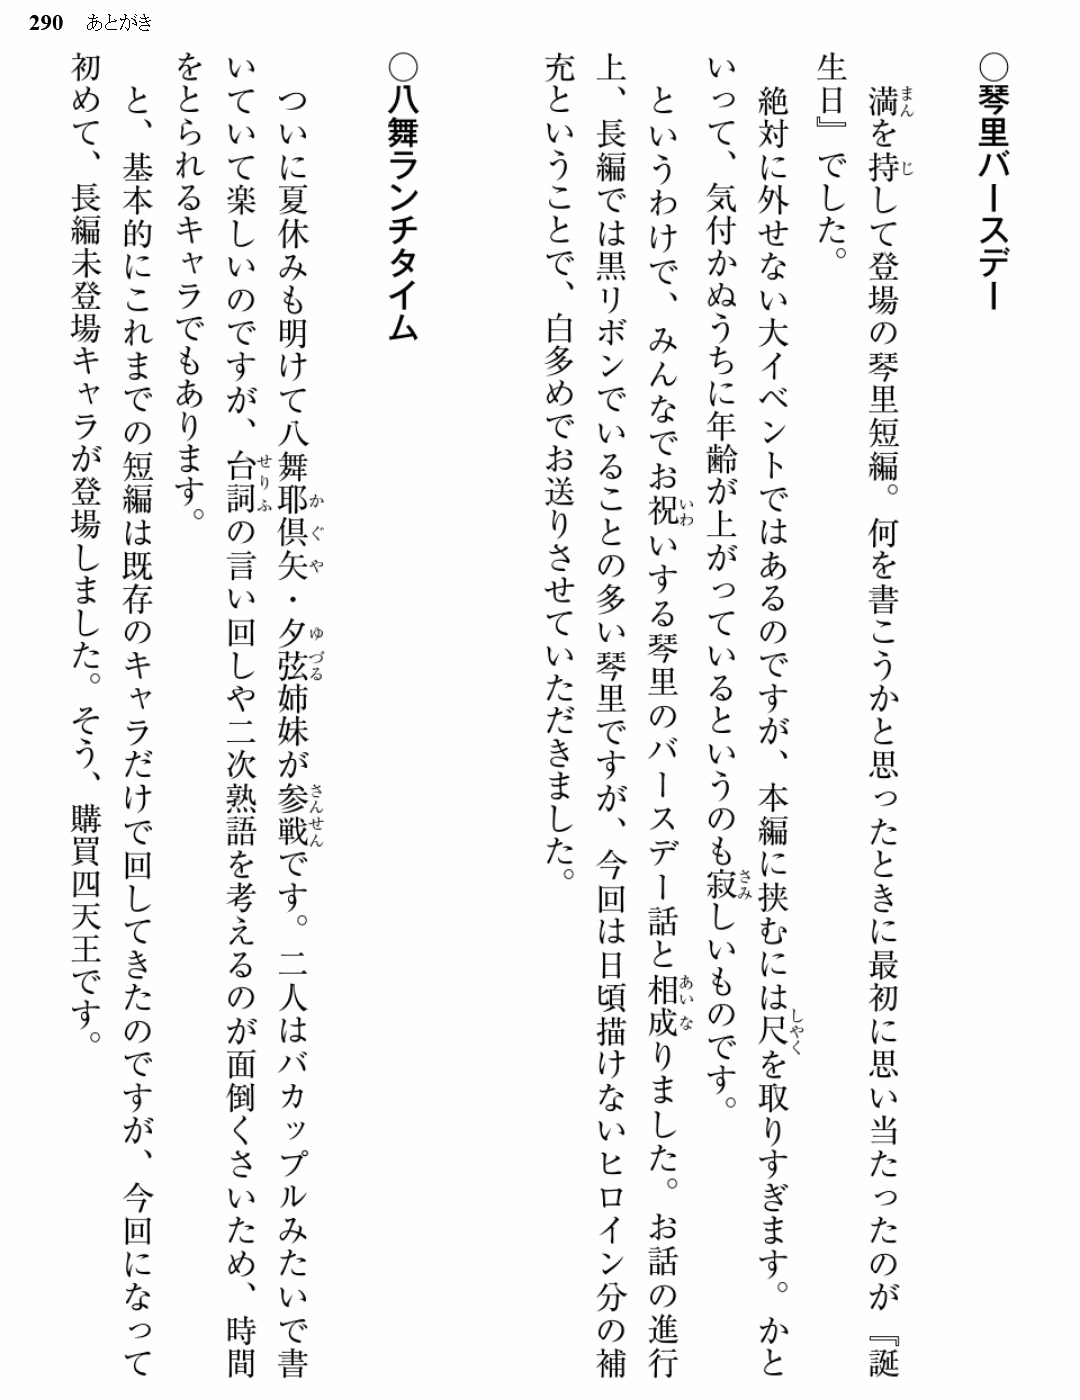 290 あとがき
○琴里バースデー
満を持して登場の琴里短編。何を書こうかと思ったときに最初に思い当たったのが『誕
生日』でした。
絶対に外せない大イベントではあるのですが、本編に挟むには尺を取りすぎます。かと
いって、気付かぬうちに年齢が上がっているというのも寂しいものです。
というわけで、みんなでお祝いする琴里のバースデー話と相成りました。お話の進行
上、長編では黒リボンでいることの多い琴里ですが、今回は日頃描けないヒロイン分の補
充ということで、白多めでお送りさせていただきました。
○八舞ランチタイム
ついに夏休みも明けて八舞耶倶矢・夕弦姉妹が参戦です。二人はバカップルみたいで書
いていて楽しいのですが、台詞の言い回しや二次熟語を考えるのが面倒くさいため、時間
をとられるキャラでもあります。
と、基本的にこれまでの短編は既存のキャラだけで回してきたのですが、今回になって
初めて、長編未登場キャラが登場しました。そう、購買四天王です。